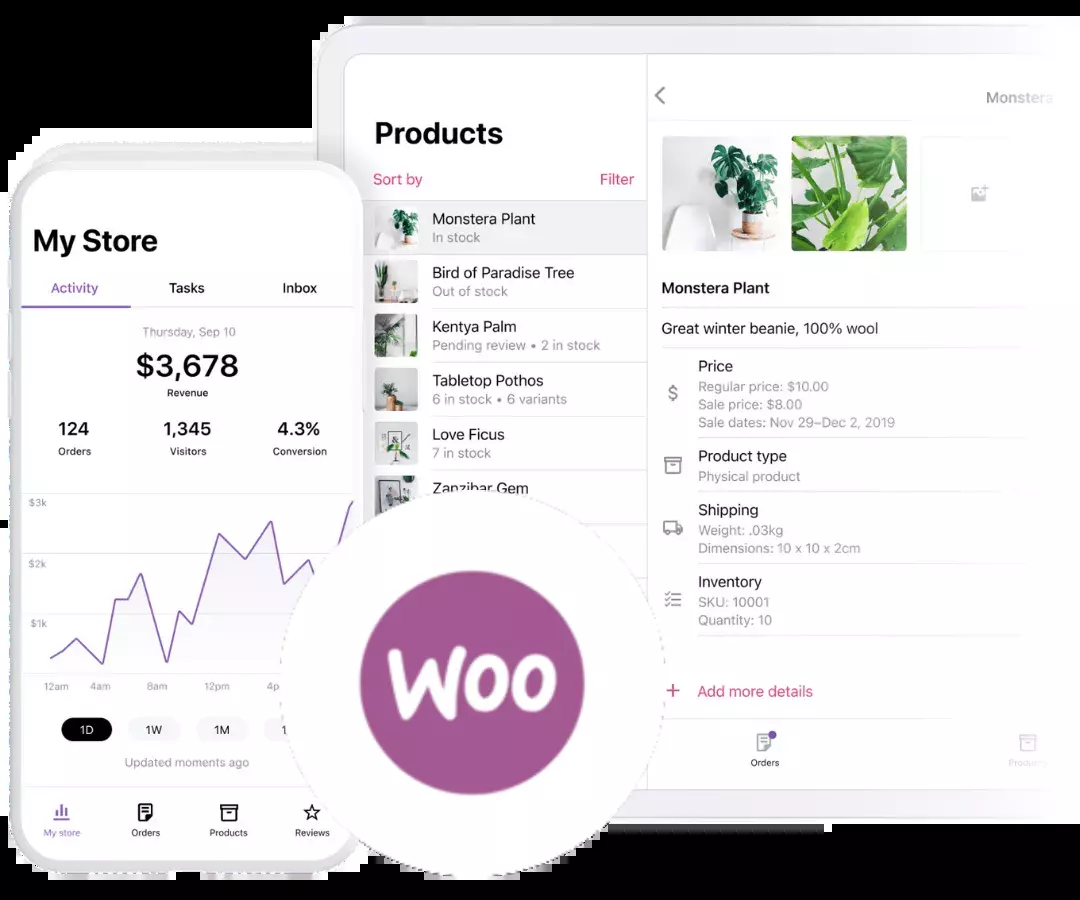 My Store
Activity
Tasks
Inbox
Thursday, Sep 10
$3,678
Revenue
124
1,345
4.3%
Orders
Visitors
Conversion
$3k
$2k
$1k
12am
4am
8am
12pm
4p
1D
1W
1M
1
Updated moments ago
My store
Orders
Products
Reviews
Products
Sort by
Filter
Monstera Plant
In stock
Bird of Paradise Tree
Out of stock
Kentya Palm
Pending review • 2 in stock
Tabletop Pothos
6 in stock • 6 variants
Love Ficus
7 in stock
Zanzibar Gem
Woo
Monstera
Monstera Plant
Great winter beanie, 100% wool
Price
Regular price: $10.00
Sale price: $8.00
Sale dates: Nov 29–Dec 2, 2019
Product type
Physical product
Shipping
Weight: .03kg
Dimensions: 10 x 10 x 2cm
Inventory
SKU: 10001
Quantity: 10
+ Add more details
Orders
Products